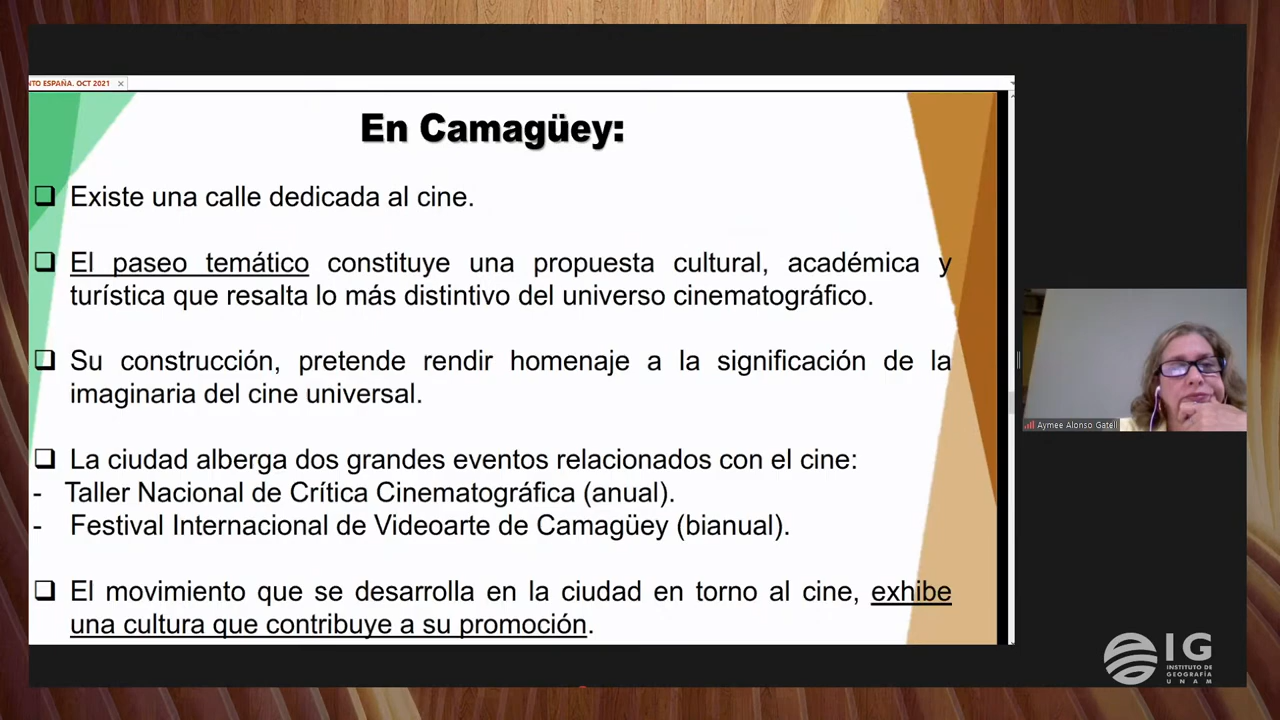 NTO ESPAÑA. OCT 2021
En Camagüey:
Existe una calle dedicada al cine.
El paseo temático constituye una propuesta cultural, académica y
turística que resalta lo más distintivo del universo cinematográfico.
Su construcción, pretende rendir homenaje a la significación de la
imaginaria del cine universal.
La ciudad alberga dos grandes eventos relacionados con el cine:
- Taller Nacional de Crítica Cinematográfica (anual).
- Festival Internacional de Videoarte de Camagüey (bianual).
El movimiento que se desarrolla en la ciudad en torno al cine, exhibe
una cultura que contribuye a su promoción.
Aymee Alonso Gatell
IG
INSTITUTO DE
GEOGRAFÍA
UNAM